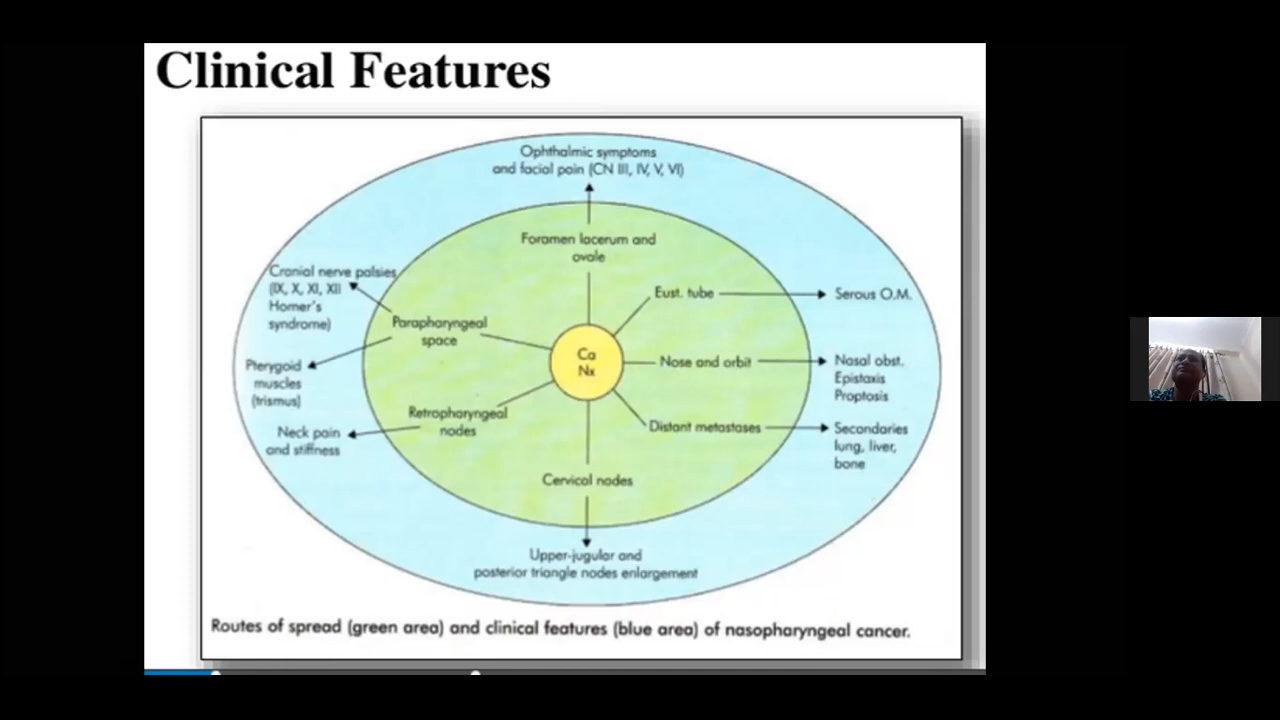 Clinical Features
Ophthalmic symptoms
and facial pain (CN III, IV, V, VI)
Foramen lacerum and
ovale
Cranial nerve palsies
(IX, X, XI, XII
Horner's
syndrome)
Parapharyngeal
space
Eust. tube
Serous O.M.
Ca
Nx
Nose and orbit
Nasal obst.
Epistaxis
Proptosis
Pterygoid
muscles
(trismus)
Retropharyngeal
nodes
Neck pain
and stiffness
Distant metastases
Secondaries
lung, liver,
bone
Cervical nodes
Upper-jugular and
posterior triangle nodes enlargement
Routes of spread (green area) and clinical features (blue area) of nasopharyngeal cancer.